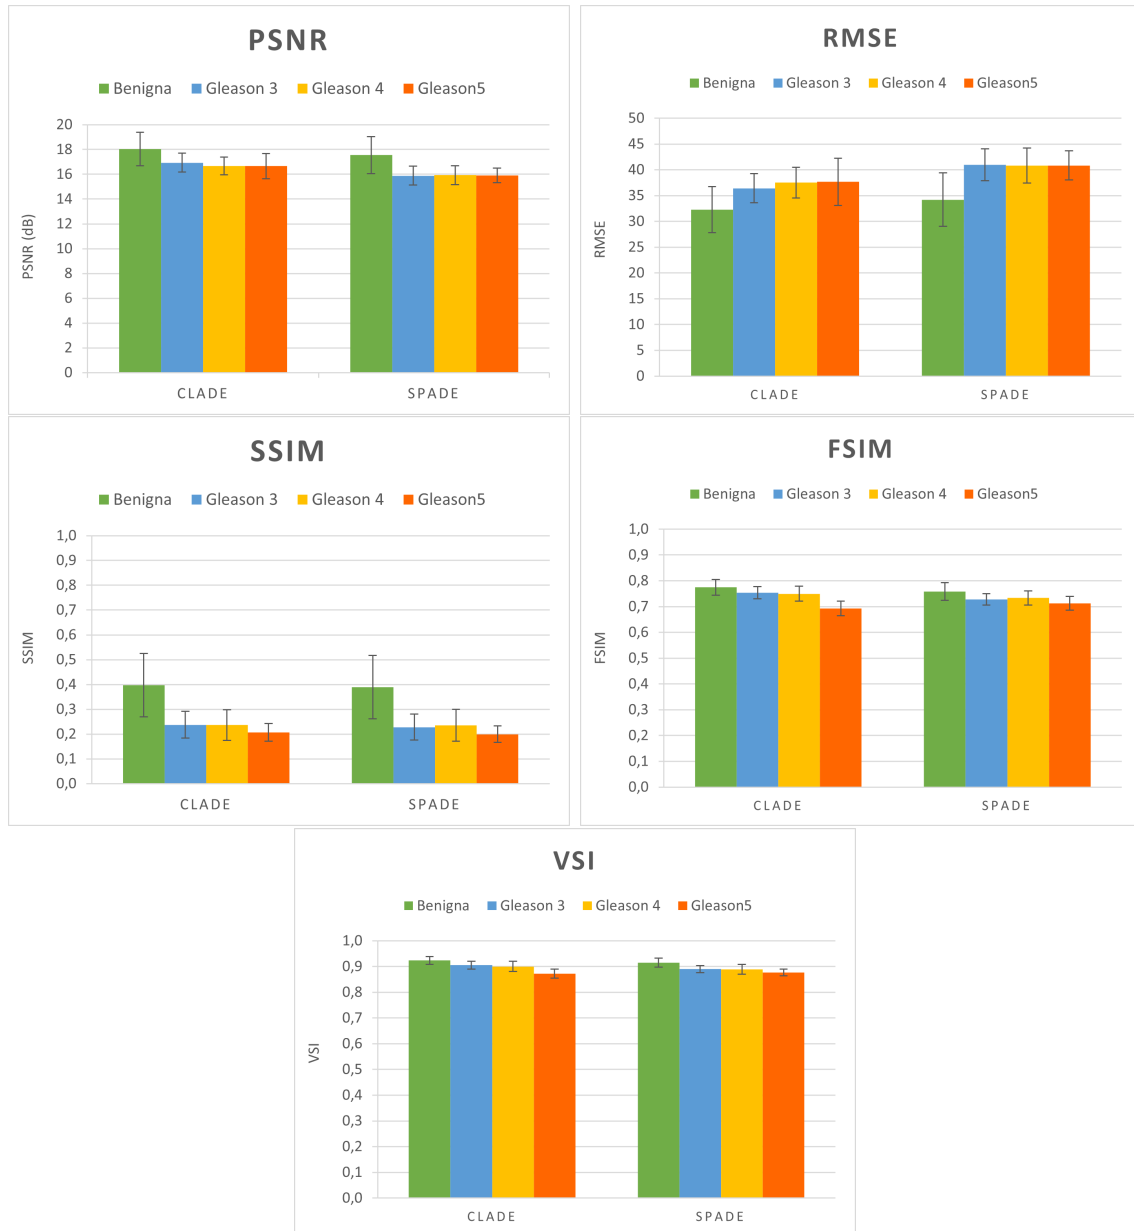 PSNR
Benigna Gleason 3 Gleason 4 Gleason5
20
18
16
14
12
10
8
6
4
2
0
PSNR (dB)
CLADE SPADE
RMSE
Benigna Gleason 3 Gleason 4 Gleason5
50
45
40
35
30
25
20
15
10
5
0
RMSE
CLADE SPADE
SSIM
Benigna Gleason 3 Gleason 4 Gleason5
1,0
0,9
0,8
0,7
0,6
0,5
0,4
0,3
0,2
0,1
0,0
SSIM
CLADE SPADE
FSIM
Benigna Gleason 3 Gleason 4 Gleason5
1,0
0,9
0,8
0,7
0,6
0,5
0,4
0,3
0,2
0,1
0,0
FSIM
CLADE SPADE
VSI
Benigna Gleason 3 Gleason 4 Gleason5
1,0
0,9
0,8
0,7
0,6
0,5
0,4
0,3
0,2
0,1
0,0
VSI
CLADE SPADE